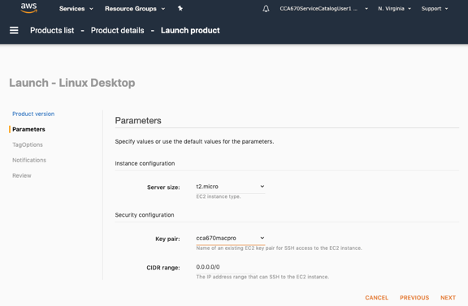 aws
Services
Resource Groups
CCA670ServiceCatalogUser1 ...
N. Virginia
Support
Products list - Product details - Launch product
Launch - Linux Desktop
Product version
Parameters
TagOptions
Notifications
Review
Parameters
Specify values or use the default values for the parameters.
Instance configuration
Server size:
t2.micro
EC2 instance type.
Security configuration
Key pair:
cca670macpro
Name of an existing EC2 key pair for SSH access to the EC2 instance.
CIDR range:
0.0.0.0/0
The IP address range that can SSH to the EC2 instance.
CANCEL
PREVIOUS
NEXT